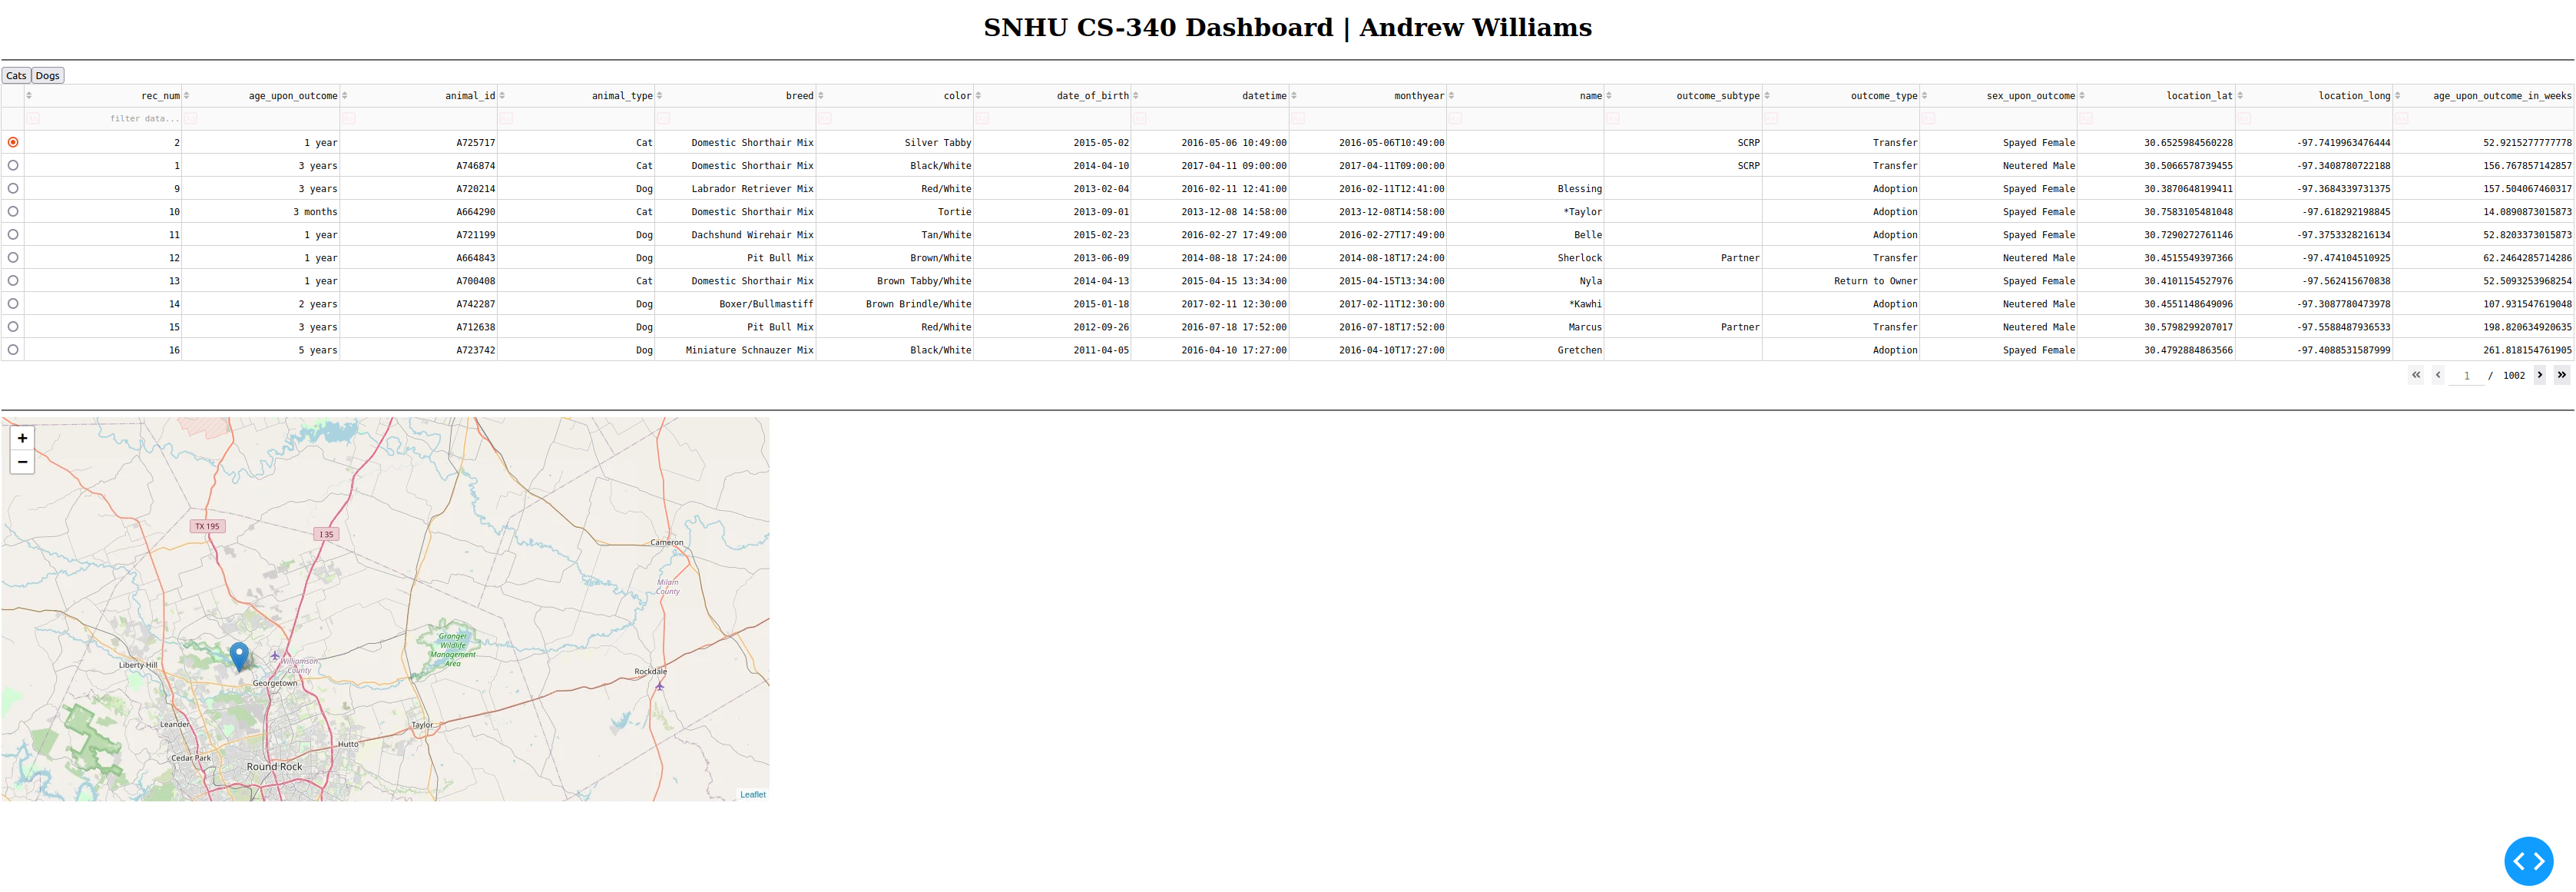 SNHU CS-340 Dashboard | Andrew Williams
Cats Dogs
rec_num age_upon_outcome animal_id animal_type breed color date_of_birth datetime monthyear name outcome_subtype outcome_type sex_upon_outcome location_lat location_long age_upon_outcome_in_weeks
filter data...
2 1 year A725717 Cat Domestic Shorthair Mix Silver Tabby 2015-05-02 2016-05-06 10:49:00 2016-05-06T10:49:00 SCRP Transfer Spayed Female 30.6525984560228 -97.7419963476444 52.9215277777778
1 3 years A746874 Cat Domestic Shorthair Mix Black/White 2014-04-10 2017-04-11 09:00:00 2017-04-11T09:00:00 SCRP Transfer Neutered Male 30.5066578739455 -97.3408780722188 156.767857142857
9 3 years A720214 Dog Labrador Retriever Mix Red/White 2013-02-04 2016-02-11 12:41:00 2016-02-11T12:41:00 Blessing Adoption Spayed Female 30.3870648199411 -97.3684339731375 157.504067460317
10 3 months A664290 Cat Domestic Shorthair Mix Tortie 2013-09-01 2013-12-08 14:58:00 2013-12-08T14:58:00 *Taylor Adoption Spayed Female 30.7583105481048 -97.618292198845 14.0890873015873
11 1 year A721199 Dog Dachshund Wirehair Mix Tan/White 2015-02-23 2016-02-27 17:49:00 2016-02-27T17:49:00 Belle Adoption Spayed Female 30.7290272761146 -97.3753328216134 52.8203373015873
12 1 year A664843 Dog Pit Bull Mix Brown/White 2013-06-09 2014-08-18 17:24:00 2014-08-18T17:24:00 Sherlock Partner Transfer Neutered Male 30.4515549397366 -97.474104510925 62.2464285714286
13 1 year A700408 Cat Domestic Shorthair Mix Brown Tabby/White 2014-04-13 2015-04-15 13:34:00 2015-04-15T13:34:00 Nyla Return to Owner Spayed Female 30.4101154527976 -97.562415670838 52.5093253968254
14 2 years A742287 Dog Boxer/Bullmastiff Brown Brindle/White 2015-01-18 2017-02-11 12:30:00 2017-02-11T12:30:00 *Kawhi Adoption Neutered Male 30.4551148649096 -97.3087780473978 107.931547619048
15 3 years A712638 Dog Pit Bull Mix Red/White 2012-09-26 2016-07-18 17:52:00 2016-07-18T17:52:00 Marcus Partner Transfer Neutered Male 30.5798299207017 -97.5588487936533 198.820634920635
16 5 years A723742 Dog Miniature Schnauzer Mix Black/White 2011-04-05 2016-04-10 17:27:00 2016-04-10T17:27:00 Gretchen Adoption Spayed Female 30.4792884863566 -97.4088531587999 261.818154761905
1 / 1002
+
−
TX 195
I 35
Cameron
Milam
County
Granger
Wildlife
Management
Area
Liberty Hill
Williamson
County
Georgetown
Rockdale
Leander
Taylor
Hutto
Cedar Park
Round Rock
Leaflet